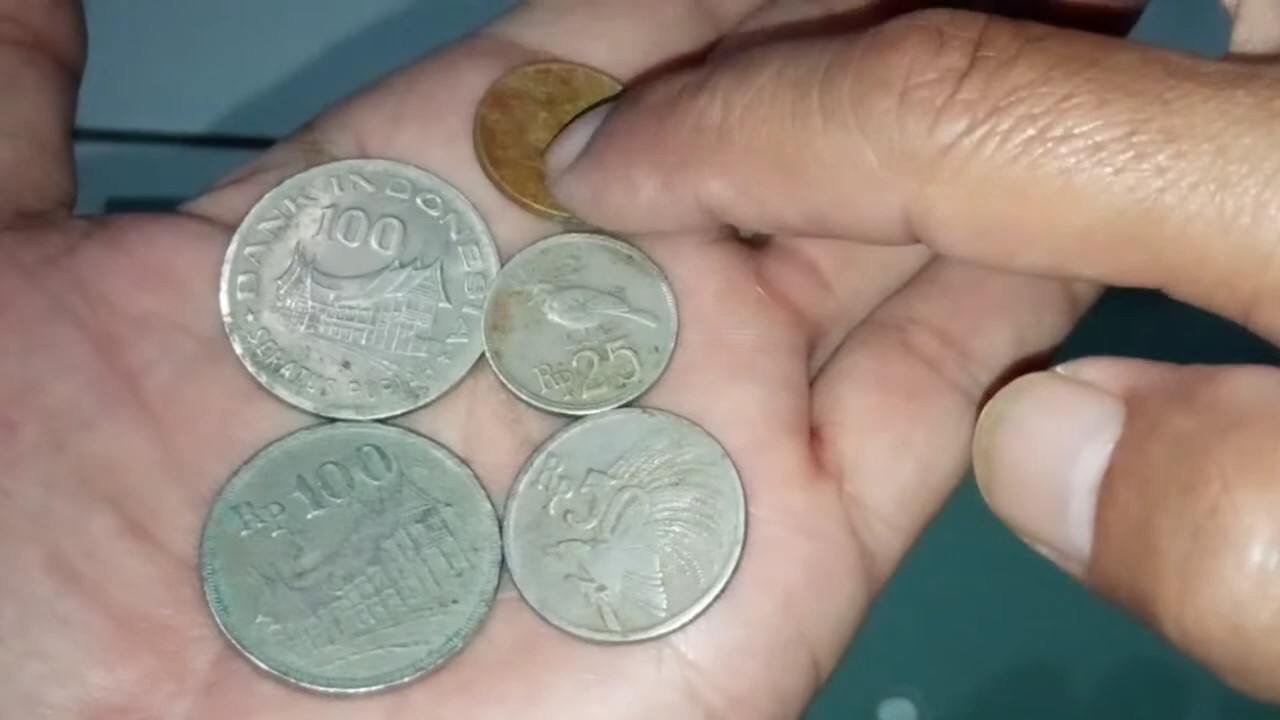 BANK INDONESIA
100
SERATUS RUPIAH
Rp 25
Rp 100
Rp 50